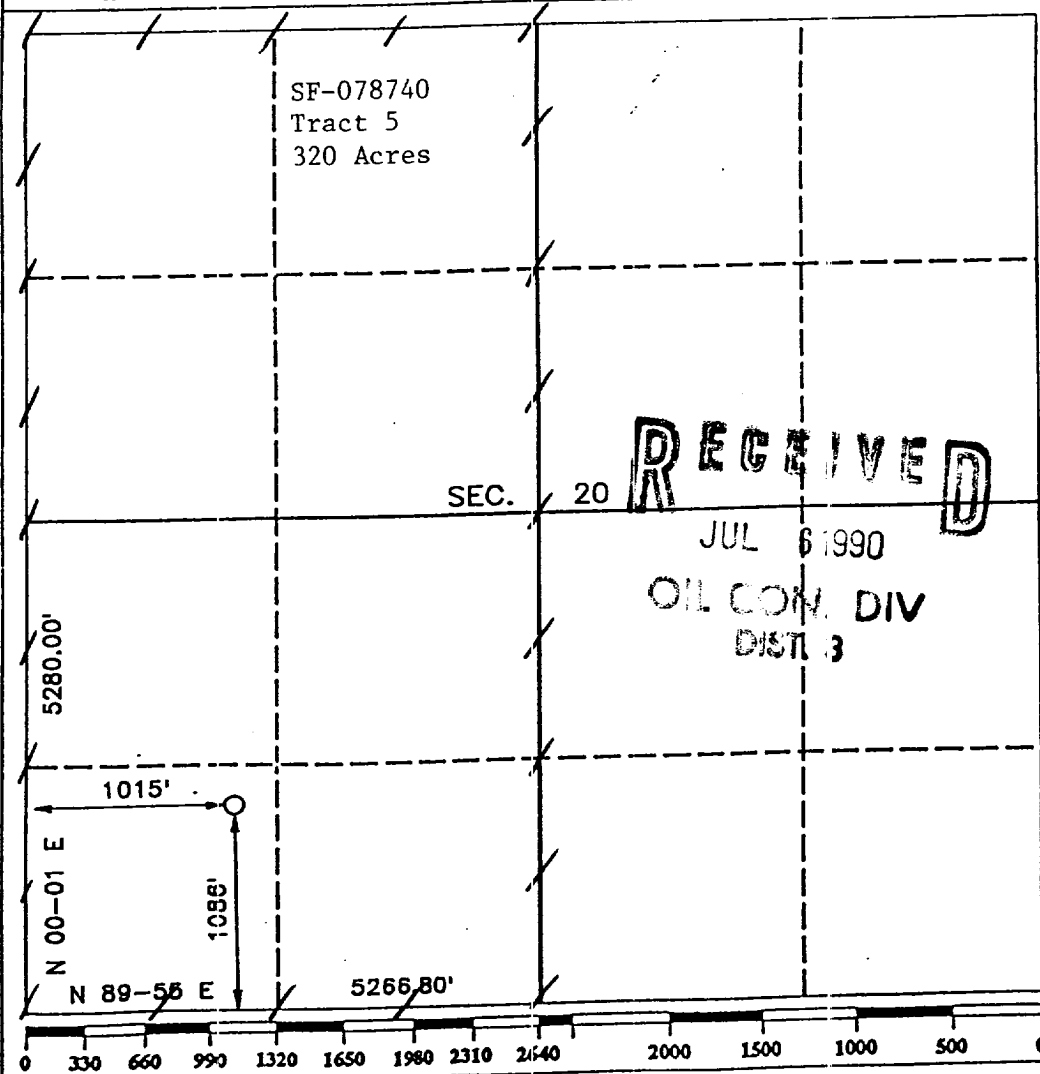 SF-078740
Tract 5
320 Acres
SEC. 20
RECEIVED
JUL 6 1990
OIL CON. DIV
DIST. 3
5280.00'
1015'
1086'
N 00-01 E
N 89-56 E 5266.80'
0 330 660 990 1320 1650 1980 2310 2640 2000 1500 1000 500 0